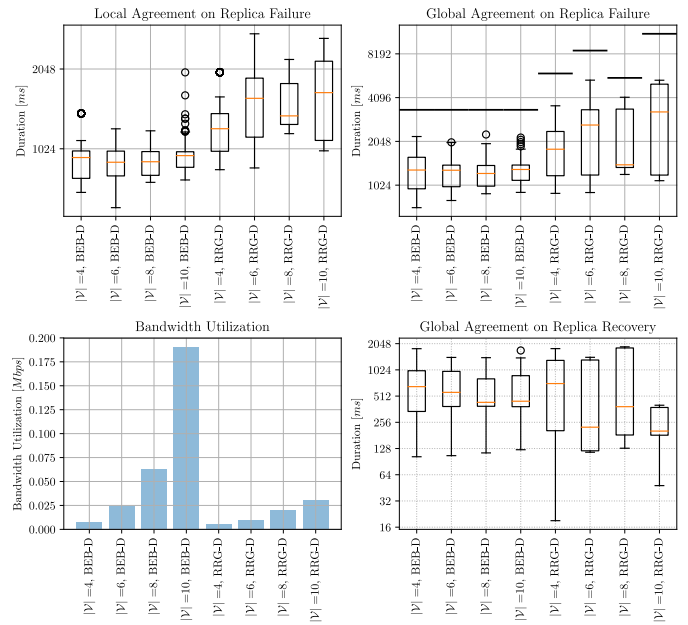 Local Agreement on Replica Failure
Duration [ms]
2048
1024
|𝒱| =4, BEB-D
|𝒱| =6, BEB-D
|𝒱| =8, BEB-D
|𝒱| =10, BEB-D
|𝒱| =4, RRG-D
|𝒱| =6, RRG-D
|𝒱| =8, RRG-D
|𝒱| =10, RRG-D
Global Agreement on Replica Failure
Duration [ms]
8192
4096
2048
1024
|𝒱| =4, BEB-D
|𝒱| =6, BEB-D
|𝒱| =8, BEB-D
|𝒱| =10, BEB-D
|𝒱| =4, RRG-D
|𝒱| =6, RRG-D
|𝒱| =8, RRG-D
|𝒱| =10, RRG-D
Bandwidth Utilization
Bandwidth Utilization [Mbps]
0.200
0.175
0.150
0.125
0.100
0.075
0.050
0.025
0.000
|𝒱| =4, BEB-D
|𝒱| =6, BEB-D
|𝒱| =8, BEB-D
|𝒱| =10, BEB-D
|𝒱| =4, RRG-D
|𝒱| =6, RRG-D
|𝒱| =8, RRG-D
|𝒱| =10, RRG-D
Global Agreement on Replica Recovery
Duration [ms]
2048
1024
512
256
128
64
32
16
|𝒱| =4, BEB-D
|𝒱| =6, BEB-D
|𝒱| =8, BEB-D
|𝒱| =10, BEB-D
|𝒱| =4, RRG-D
|𝒱| =6, RRG-D
|𝒱| =8, RRG-D
|𝒱| =10, RRG-D